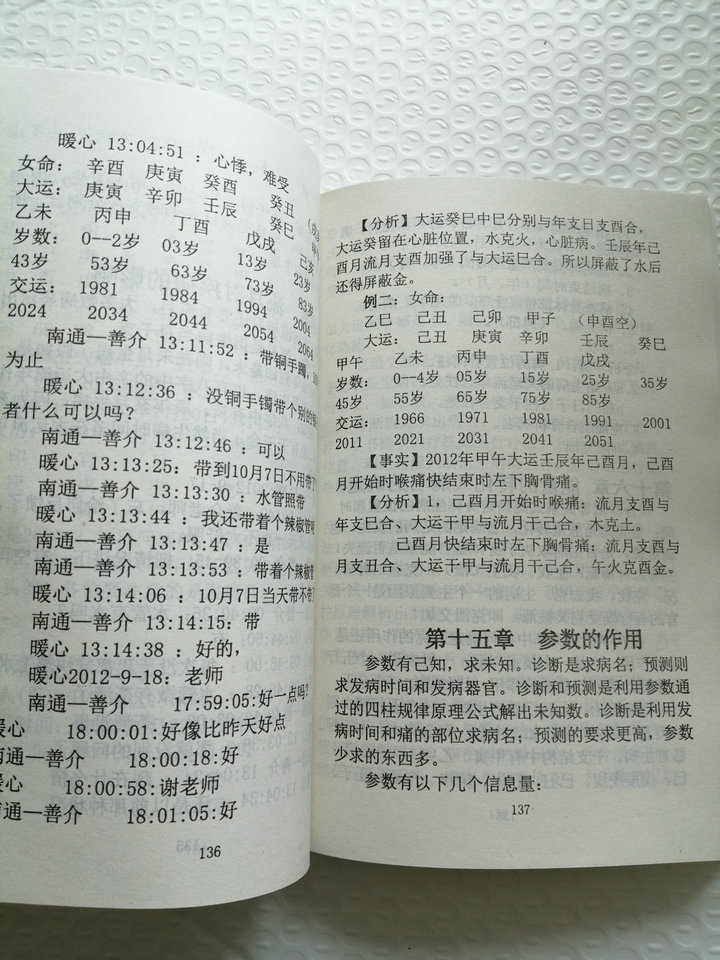 暖心 13:04:51 :心悸,难受
女命: 辛酉 庚寅 癸酉 癸丑
大运: 庚寅 辛卯 壬辰 癸巳
乙未 丙申 丁酉 戊戌 己亥
岁数: 0--2岁 03岁 13岁 23岁
43岁 53岁 63岁 73岁 83岁
交运: 1981 1984 1994 2004
2024 2034 2044 2054 2064
南通—善介 13:11:52 :带铜手镯,
为止
暖心 13:12:36 :没铜手镯带个别的
者什么可以吗?
南通—善介 13:12:46 :可以
暖心 13:13:25:带到10月7日不用带了
南通—善介 13:13:30 :水管照带
暖心 13:13:44 :我还带着个辣椒管
南通—善介 13:13:47 :是
南通—善介 13:13:53 :带着个辣椒管
暖心 13:14:06 :10月7日当天带不带
南通—善介 13:14:15:带
暖心 13:14:38 :好的,
暖心2012-9-18:老师
南通—善介 17:59:05:好一点吗?
心 18:00:01:好像比昨天好点
南通—善介 18:00:18:好
心 18:00:58:谢老师
南通—善介 18:01:05:好
136
【分析】大运癸巳中巳分别与年支日支酉合,
大运癸留在心脏位置,水克火,心脏病。壬辰年己
酉月流月支酉加强了与大运巳合。所以屏蔽了水后
还得屏蔽金。
例二:女命:
乙巳 己丑 己卯 甲子 (申酉空)
大运: 己丑 庚寅 辛卯 壬辰 癸巳
甲午 乙未 丙申 丁酉 戊戌
岁数: 0--4岁 05岁 15岁 25岁 35岁
45岁 55岁 65岁 75岁 85岁
交运: 1966 1971 1981 1991 2001
2011 2021 2031 2041 2051
【事实】2012年甲午大运壬辰年己酉月,己酉
月开始时喉痛快结束时左下胸骨痛。
【分析】1,己酉月开始时喉痛:流月支酉与
年支巳合、大运干甲与流月干己合,木克土。
己酉月快结束时左下胸骨痛:流月支酉与
月支丑合、大运干甲与流月干己合,午火克酉金。
第十五章 参数的作用
参数有己知,求未知。诊断是求病名;预测则
求发病时间和发病器官。诊断和预测是利用参数通
过的四柱规律原理公式解出未知数。诊断是利用发
病时间和痛的部位求病名;预测的要求更高,参数
少求的东西多。
参数有以下几个信息量:
137